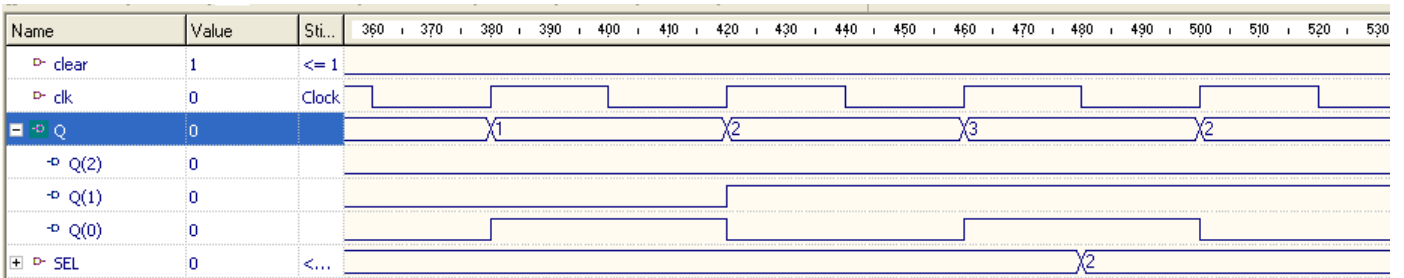 Name Value Sti... 360 370 380 390 400 410 420 430 440 450 460 470 480 490 500 510 520 530
clear 1 <= 1
clk 0 Clock
Q 0 1 2 3 2
Q(2) 0
Q(1) 0
Q(0) 0
SEL 0 <... 2